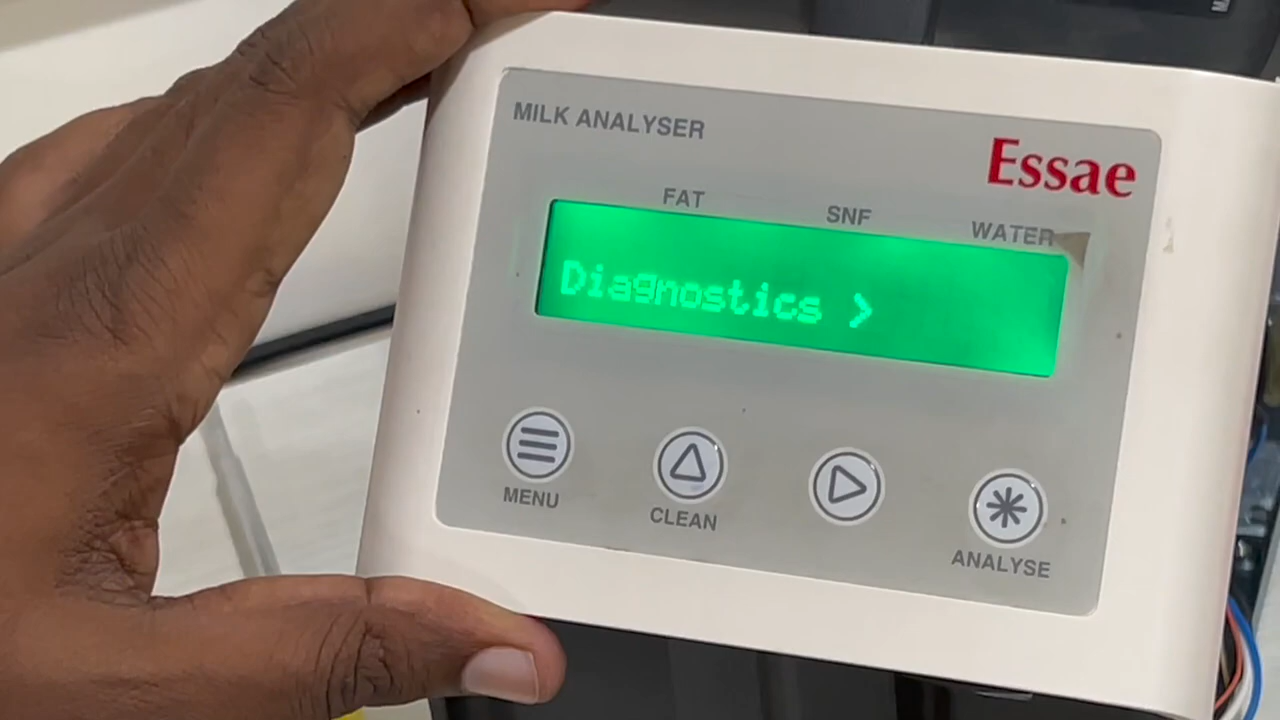 MILK ANALYSER
Essae
FAT SNF WATER
Diagnostics >
MENU CLEAN ANALYSE